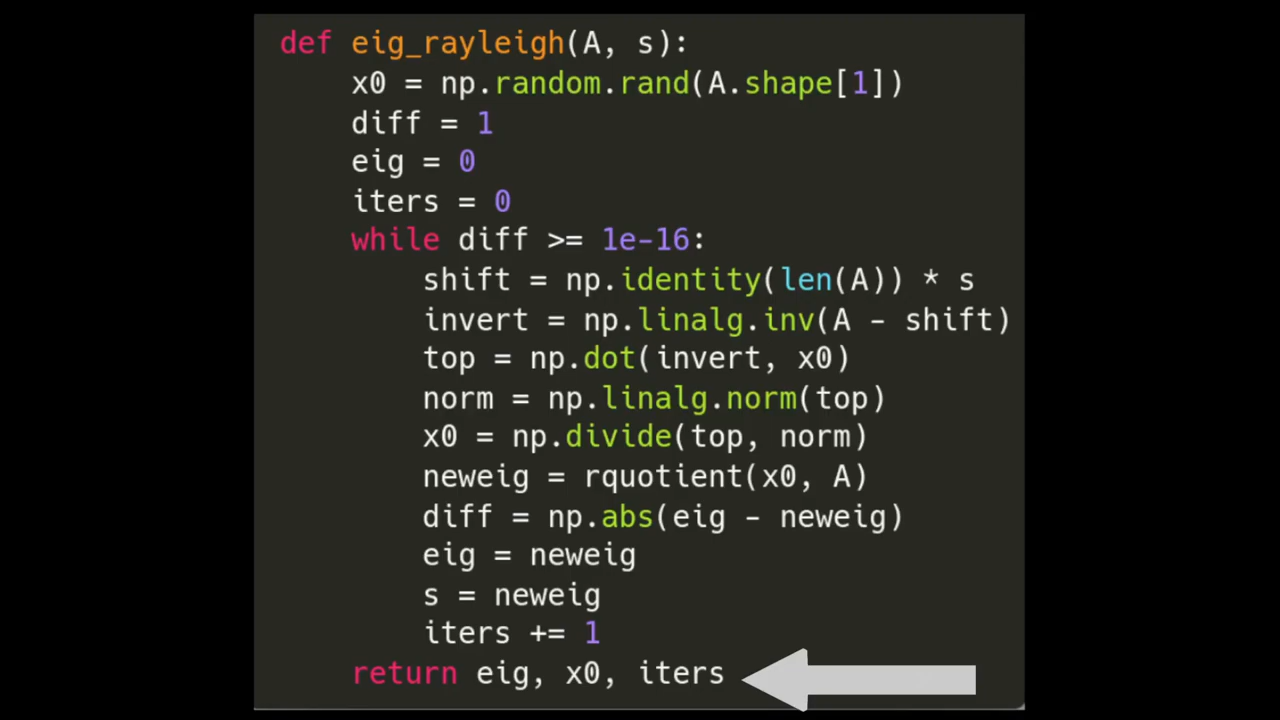 def eig_rayleigh(A, s):
    x0 = np.random.rand(A.shape[1])
    diff = 1
    eig = 0
    iters = 0
    while diff >= 1e-16:
        shift = np.identity(len(A)) * s
        invert = np.linalg.inv(A - shift)
        top = np.dot(invert, x0)
        norm = np.linalg.norm(top)
        x0 = np.divide(top, norm)
        neweig = rquotient(x0, A)
        diff = np.abs(eig - neweig)
        eig = neweig
        s = neweig
        iters += 1
    return eig, x0, iters